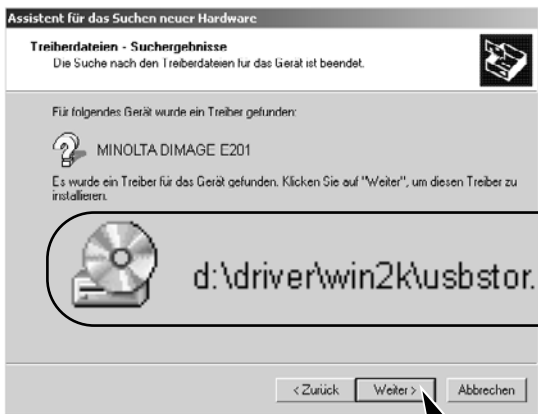 Assistent für das Suchen neuer Hardware
Treiberdateien - Suchergebnisse
Die Suche nach den Treiberdateien für das Gerät ist beendet.
Für folgendes Gerät wurde ein Treiber gefunden:
MINOLTA DIMAGE E201
Es wurde ein Treiber für das Gerät gefunden. Klicken Sie auf "Weiter", um diesen Treiber zu
installieren.
d:\driver\win2k\usbstor.
< Zurück Weiter > Abbrechen